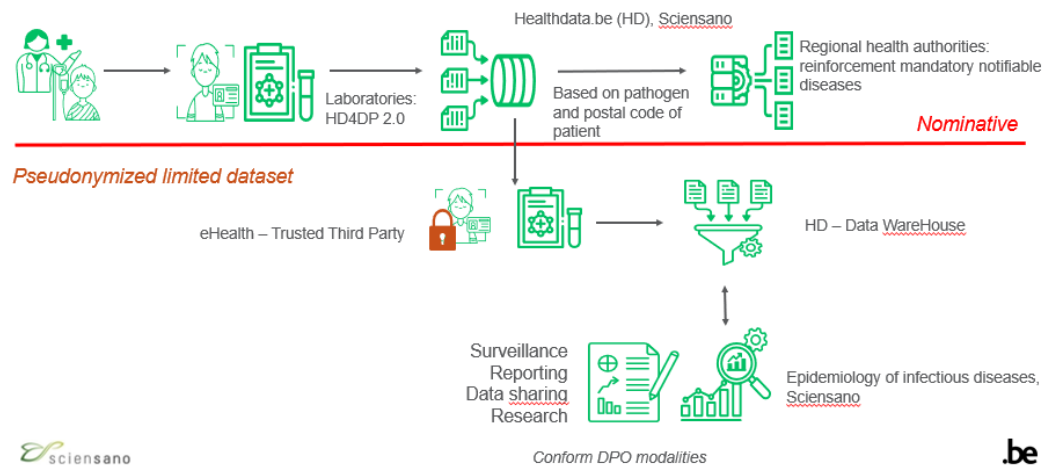 Healthdata.be (HD), Sciensano
Laboratories:
HD4DP 2.0
Based on pathogen
and postal code of
patient
Regional health authorities:
reinforcement mandatory notifiable
diseases
Nominative
Pseudonymized limited dataset
eHealth – Trusted Third Party
HD – Data WareHouse
Surveillance
Reporting
Data sharing
Research
Epidemiology of infectious diseases,
Sciensano
sciensano
Conform DPO modalities
.be